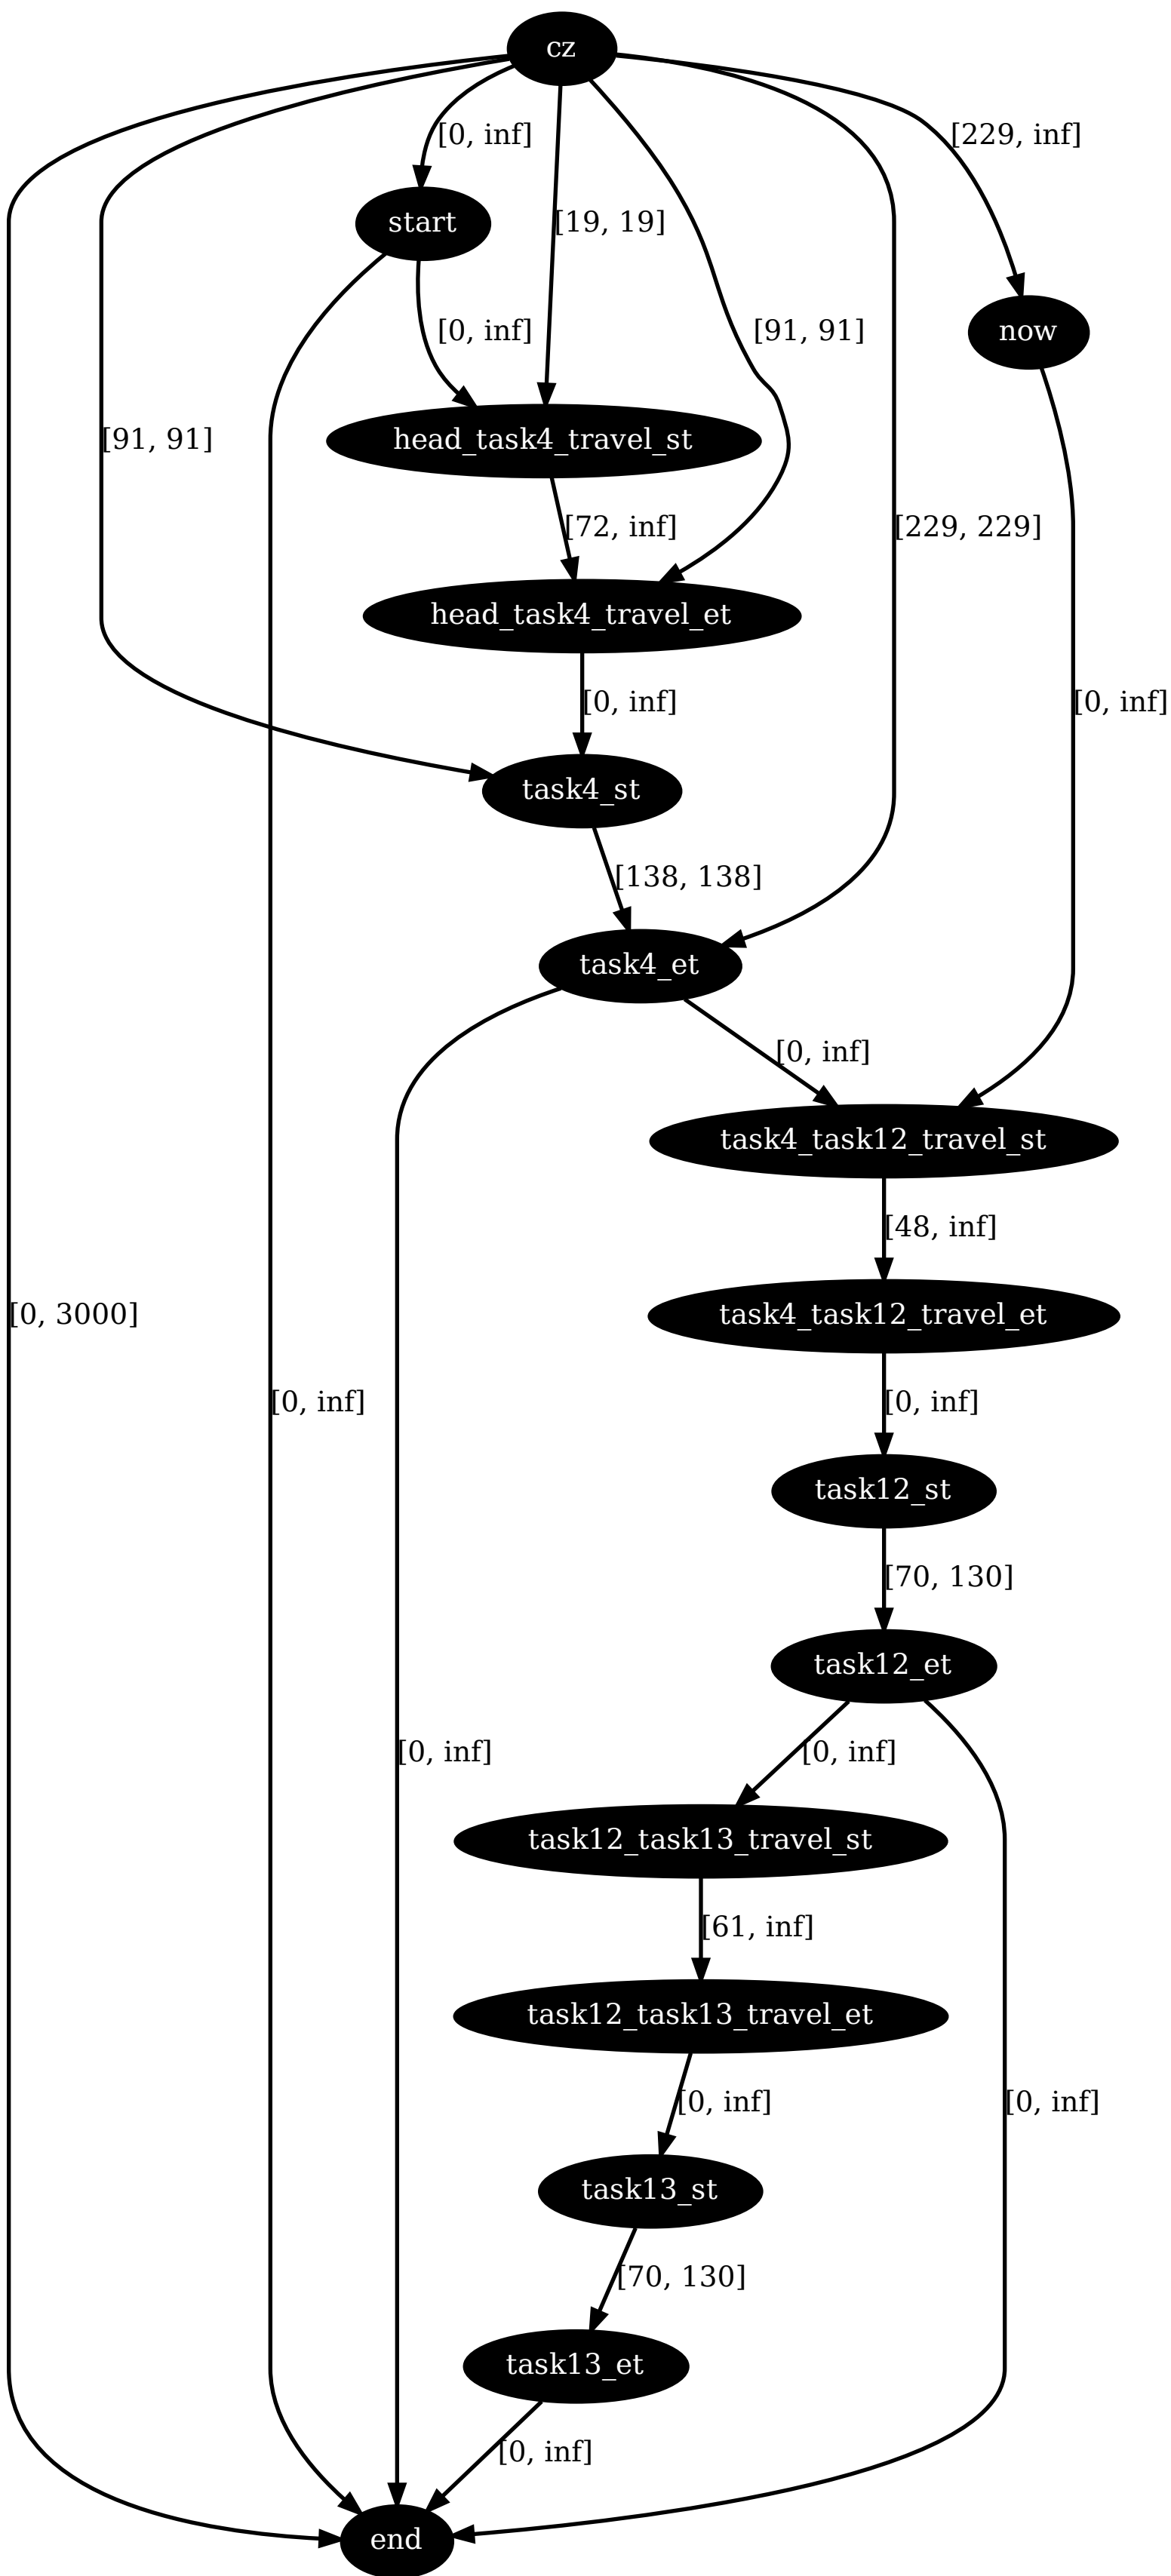 cz
[0, inf]
[229, inf]
start
[19, 19]
[0, inf]
[91, 91]
now
[91, 91]
head_task4_travel_st
[72, inf]
[229, 229]
head_task4_travel_et
[0, inf]
[0, inf]
task4_st
[138, 138]
task4_et
[0, inf]
task4_task12_travel_st
[48, inf]
[0, 3000]
task4_task12_travel_et
[0, inf]
[0, inf]
task12_st
[70, 130]
task12_et
[0, inf]
[0, inf]
task12_task13_travel_st
[61, inf]
task12_task13_travel_et
[0, inf]
[0, inf]
task13_st
[70, 130]
task13_et
[0, inf]
end